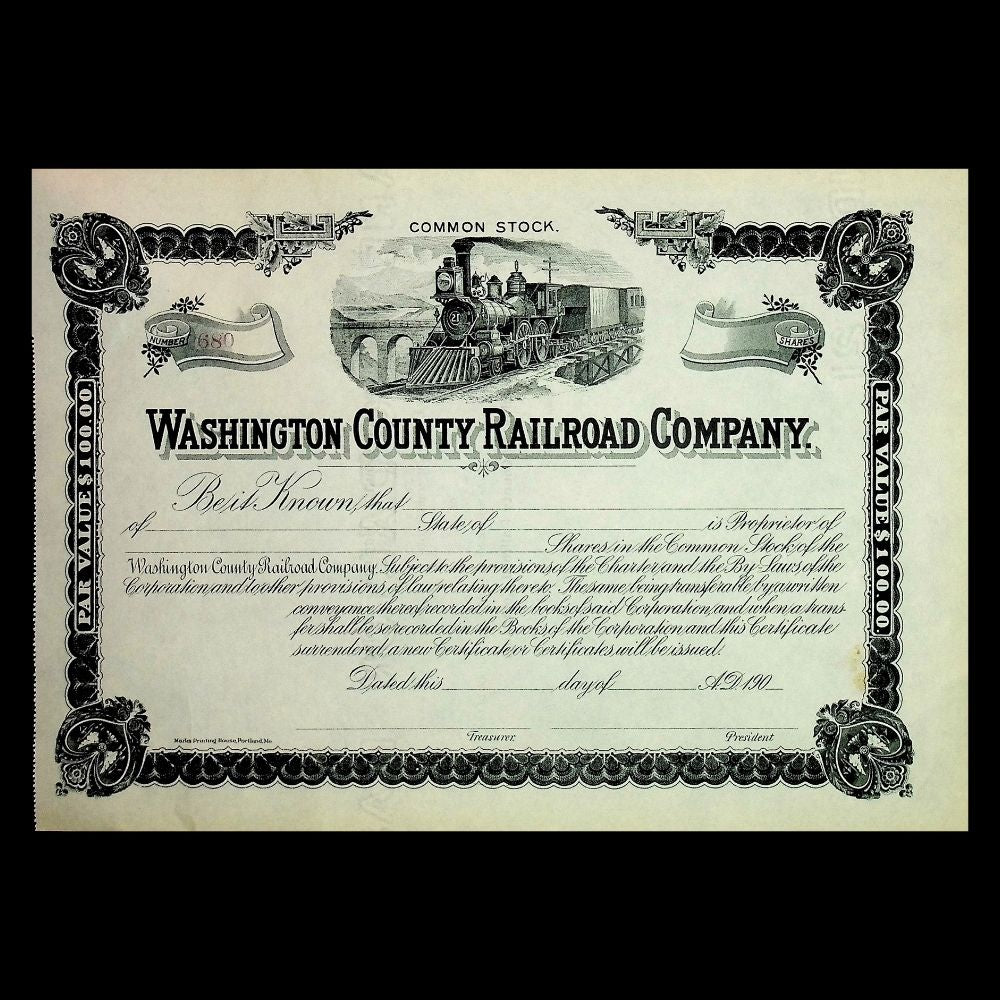 COMMON STOCK.
NUMBER 680
21
SHARES
PAR VALUE $100.00
PAR VALUE $100.00
WASHINGTON COUNTY RAILROAD COMPANY.
Be it Known, that
of State of is Proprietor of
Shares in the Common Stock of the
Washington County Railroad Company, Subject to the provisions of the Charter and the By-Laws of the
Corporation, and to other provisions of law relating thereto. The same being transferable by a written
conveyance thereof recorded in the books of said Corporation, and when a trans
fer shall be so recorded in the Books of the Corporation and this Certificate
surrendered, a new Certificate or Certificates will be issued.
Dated this day of A.D. 190
Marks Printing House, Portland, Me.
Treasurer.
President